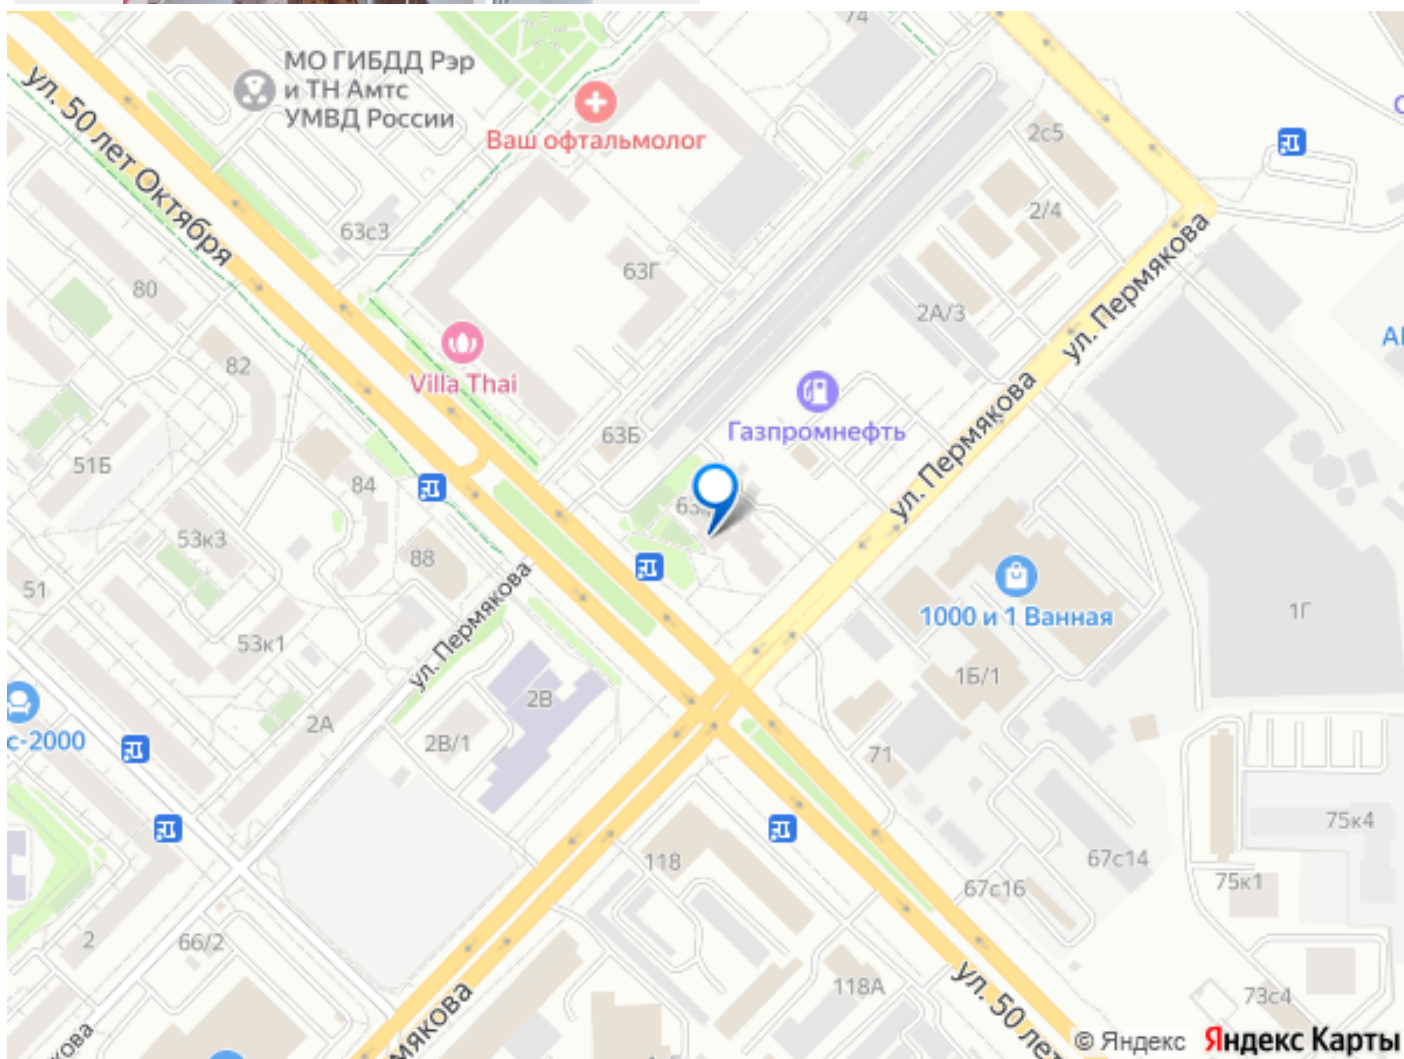 74
МО ГИБДД Рэр
и ТН Амтс
УМВД России
Ваш офтальмолог
ул. 50 лет Октября
2с5
2/4
63с3
63Г
ул. Пермякова
80
2А/3
Villa Thai
82
Газпромнефть
63Б
ул. Пермякова
51Б
84
63
53к3
88
51
ул. Пермякова
1000 и 1 Ванная
1Г
53к1
1Б/1
2В
2А
с-2000
2В/1
71
75к4
118
67с14
67с16
75к1
2
66/2
118А
73с4
ул. 50 лет
мякова
кова
© Яндекс
Яндекс Карты